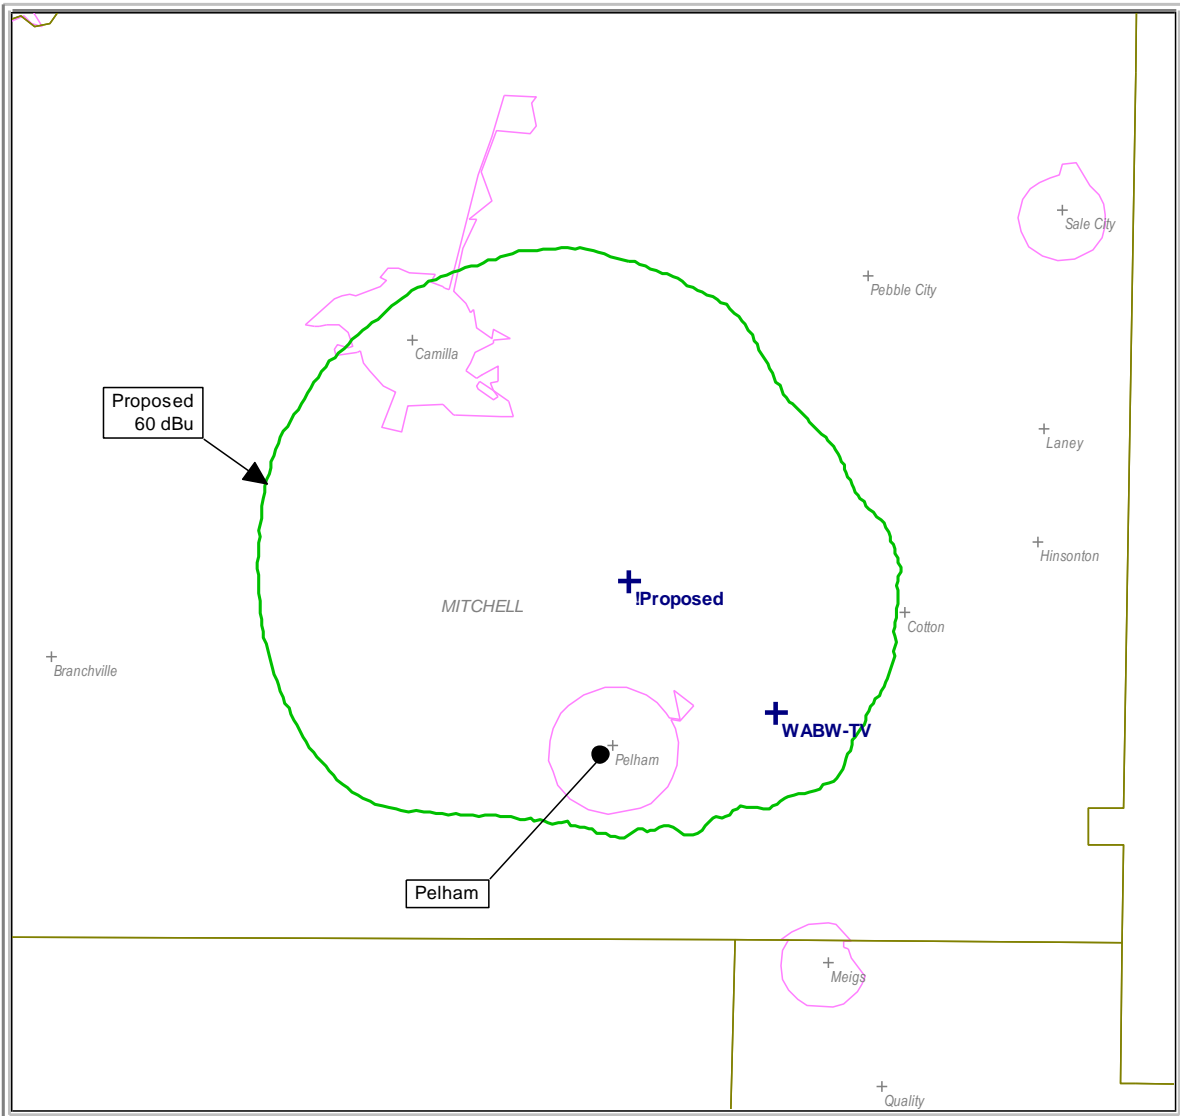 Sale City
Pebble City
Camilla
Proposed
60 dBu
Laney
Hinsonton
!Proposed
MITCHELL
Cotton
Branchville
WABW-TV
Pelham
Pelham
Meigs
Quality